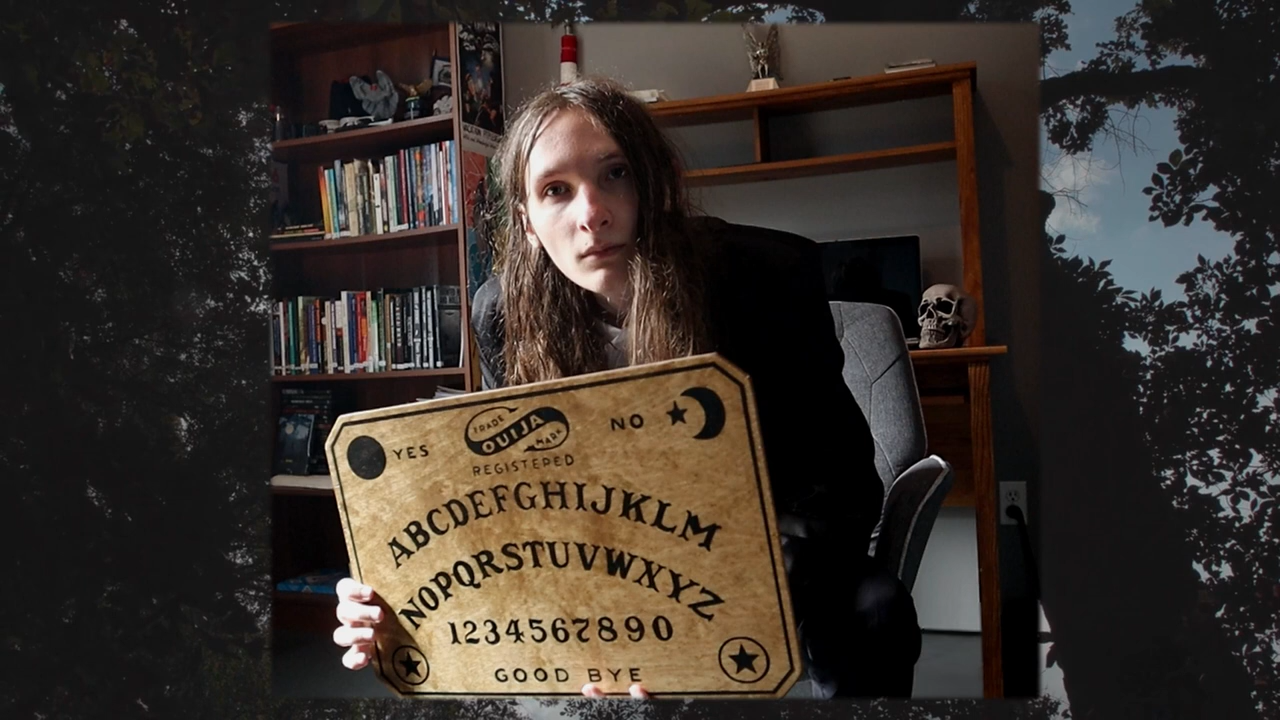 YES
TRADE
OUIJA
MARK
REGISTERED
NO
ABCDEFGHIJKLM
NOPQRSTUVWXYZ
1234567890
GOOD BYE